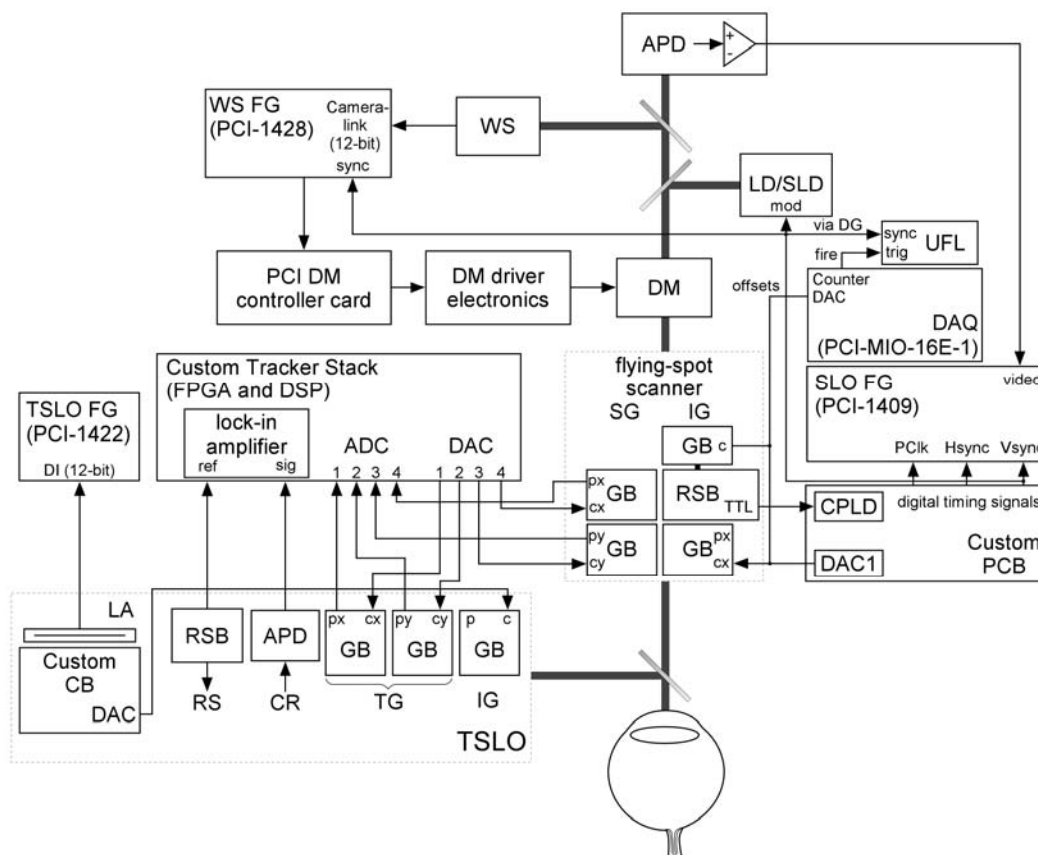 APD
+
-
WS FG
(PCI-1428)
Camera-
link
(12-bit)
sync
WS
LD/SLD
mod
via DG
sync
trig
UFL
fire
PCI DM
controller card
DM driver
electronics
DM
offsets
Counter
DAC
DAQ
(PCI-MIO-16E-1)
Custom Tracker Stack
(FPGA and DSP)
flying-spot
scanner
SG IG
SLO FG
(PCI-1409)
video
PClk Hsync Vsync
TSLO FG
(PCI-1422)
DI (12-bit)
lock-in
amplifier
ref sig
ADC DAC
1 2 3 4 1 2 3 4
GB c
px
cx
GB
RSB
TTL
py
cy
GB
GB
px
cx
digital timing signals
CPLD
DAC1
Custom
PCB
LA
Custom
CB
DAC
RSB
RS
APD
CR
px cx
GB
py cy
GB
TG
p c
GB
IG
TSLO